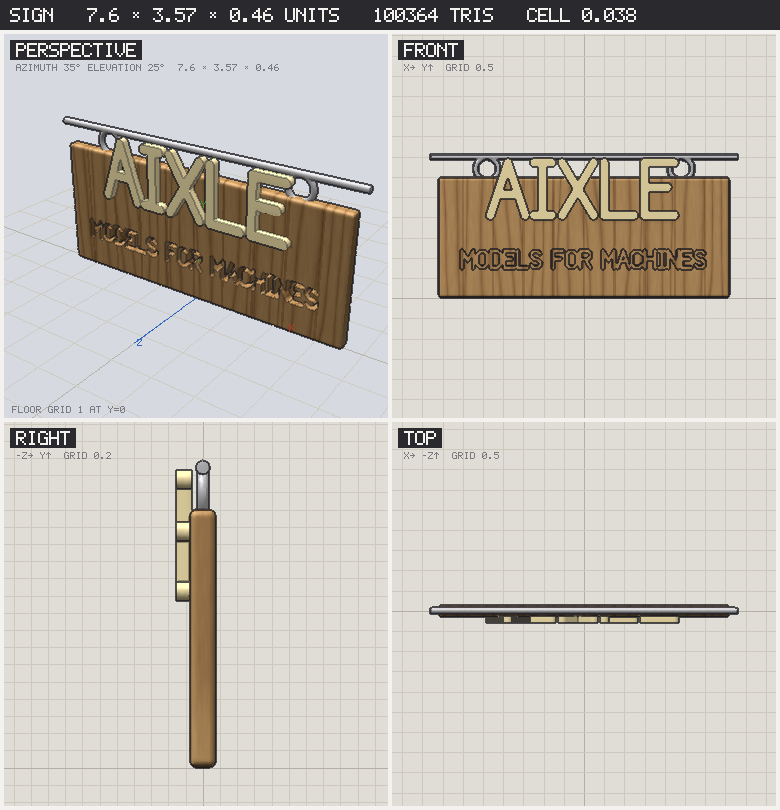 SIGN 7.6 × 3.57 × 0.46 UNITS 100364 TRIS CELL 0.038
PERSPECTIVE
AZIMUTH 35° ELEVATION 25° 7.6 × 3.57 × 0.46
AIXLE
MODELS FOR MACHINES
2
FLOOR GRID 1 AT Y=0
FRONT
X→ Y↑ GRID 0.5
AIXLE
MODELS FOR MACHINES
RIGHT
-Z→ Y↑ GRID 0.2
TOP
X→ -Z↑ GRID 0.5